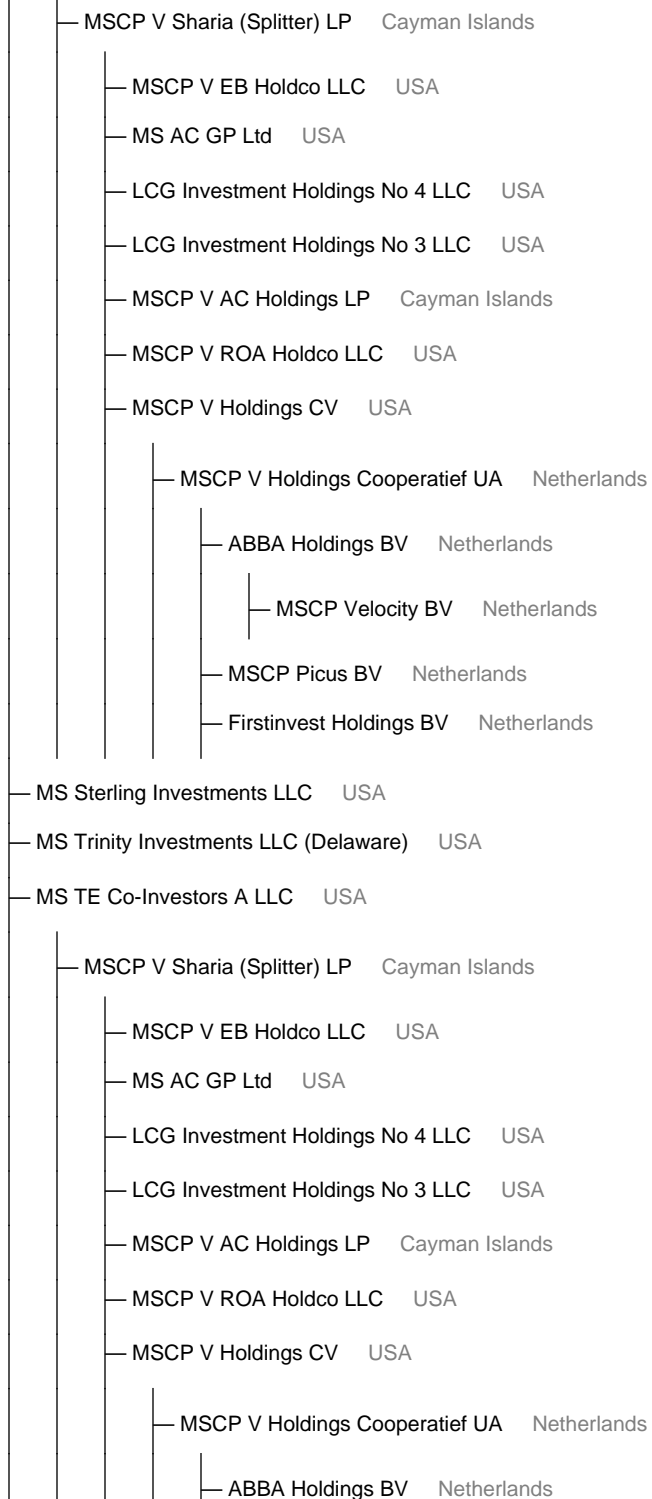 MSCP V Sharia (Splitter) LP Cayman Islands
MSCP V EB Holdco LLC USA
MS AC GP Ltd USA
LCG Investment Holdings No 4 LLC USA
LCG Investment Holdings No 3 LLC USA
MSCP V AC Holdings LP Cayman Islands
MSCP V ROA Holdco LLC USA
MSCP V Holdings CV USA
MSCP V Holdings Cooperatief UA Netherlands
ABBA Holdings BV Netherlands
MSCP Velocity BV Netherlands
MSCP Picus BV Netherlands
Firstinvest Holdings BV Netherlands
MS Sterling Investments LLC USA
MS Trinity Investments LLC (Delaware) USA
MS TE Co-Investors A LLC USA
MSCP V Sharia (Splitter) LP Cayman Islands
MSCP V EB Holdco LLC USA
MS AC GP Ltd USA
LCG Investment Holdings No 4 LLC USA
LCG Investment Holdings No 3 LLC USA
MSCP V AC Holdings LP Cayman Islands
MSCP V ROA Holdco LLC USA
MSCP V Holdings CV USA
MSCP V Holdings Cooperatief UA Netherlands
ABBA Holdings BV Netherlands